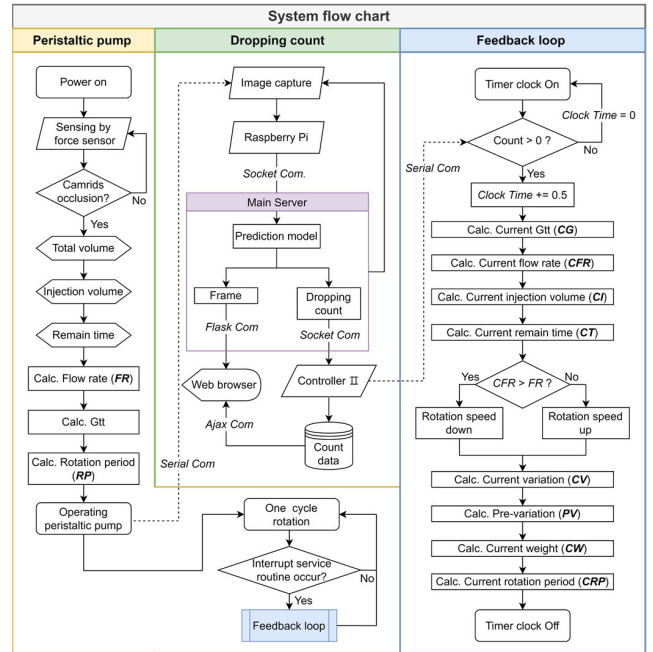 System flow chart
Peristaltic pump
Dropping count
Feedback loop
Power on
Sensing by
force sensor
Camrids
occlusion?
No
Yes
Total volume
Injection volume
Remain time
Calc. Flow rate (FR)
Calc. Gtt
Calc. Rotation period
(RP)
Operating
peristaltic pump
Serial Com
Image capture
Raspberry Pi
Socket Com.
Main Server
Prediction model
Frame
Dropping
count
Flask Com
Socket Com
Web browser
Controller Ⅱ
Ajax Com
Count
data
One cycle
rotation
Interrupt service
routine occur?
No
Yes
Feedback loop
Serial Com
Timer clock On
Clock Time = 0
Count > 0 ?
No
Yes
Clock Time += 0.5
Calc. Current Gtt (CG)
Calc. Current flow rate (CFR)
Calc. Current injection volume (CI)
Calc. Current remain time (CT)
Yes
CFR > FR ?
No
Rotation speed
down
Rotation speed
up
Calc. Current variation (CV)
Calc. Pre-variation (PV)
Calc. Current weight (CW)
Calc. Current rotation period (CRP)
Timer clock Off